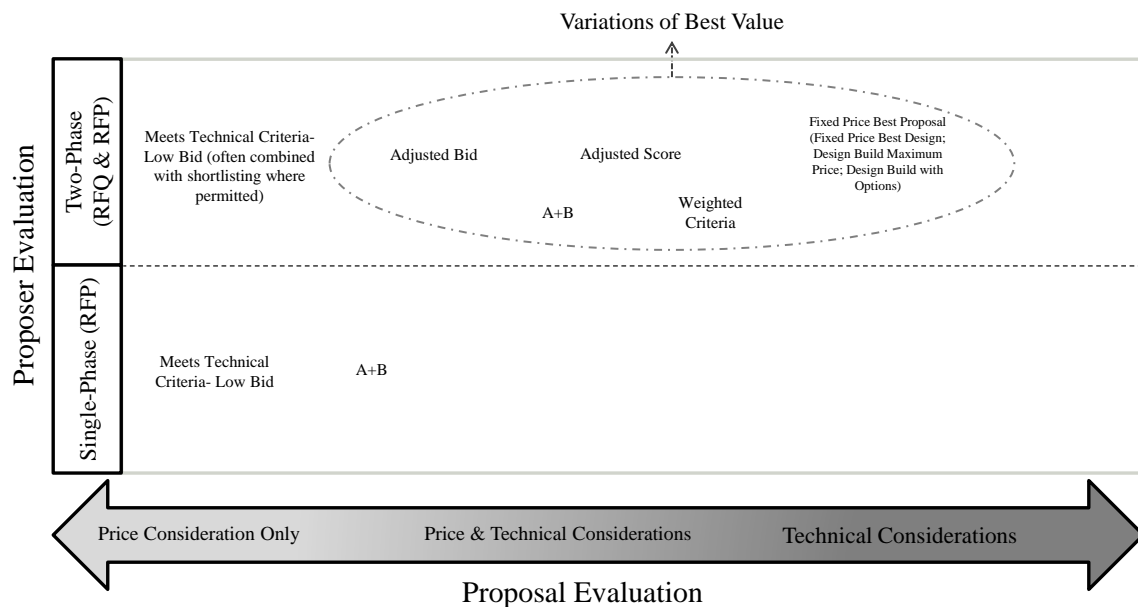 Variations of Best Value
Proposer Evaluation
Two-Phase
(RFQ & RFP)
Meets Technical Criteria-
Low Bid (often combined
with shortlisting where
permitted)
Adjusted Bid
Adjusted Score
A+B
Weighted
Criteria
Fixed Price Best Proposal
(Fixed Price Best Design;
Design Build Maximum
Price; Design Build with
Options)
Single-Phase (RFP)
Meets Technical
Criteria- Low Bid
A+B
Price Consideration Only
Price & Technical Considerations
Technical Considerations
Proposal Evaluation